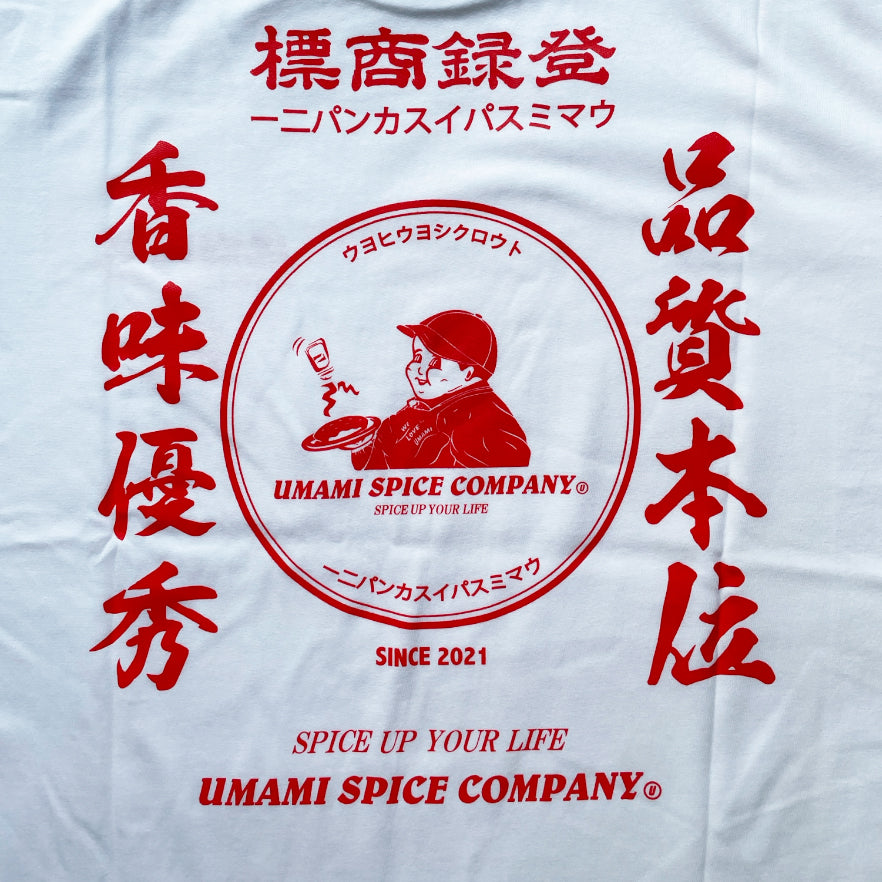 登録商標
ウマミスパイスカンパニー
品質本位
香味優秀
トウロクシヨウヒヨウ
WE
LOVE
UMAMI
UMAMI SPICE COMPANY Ⓤ
SPICE UP YOUR LIFE
ウマミスパイスカンパニー
SINCE 2021
SPICE UP YOUR LIFE
UMAMI SPICE COMPANY Ⓤ